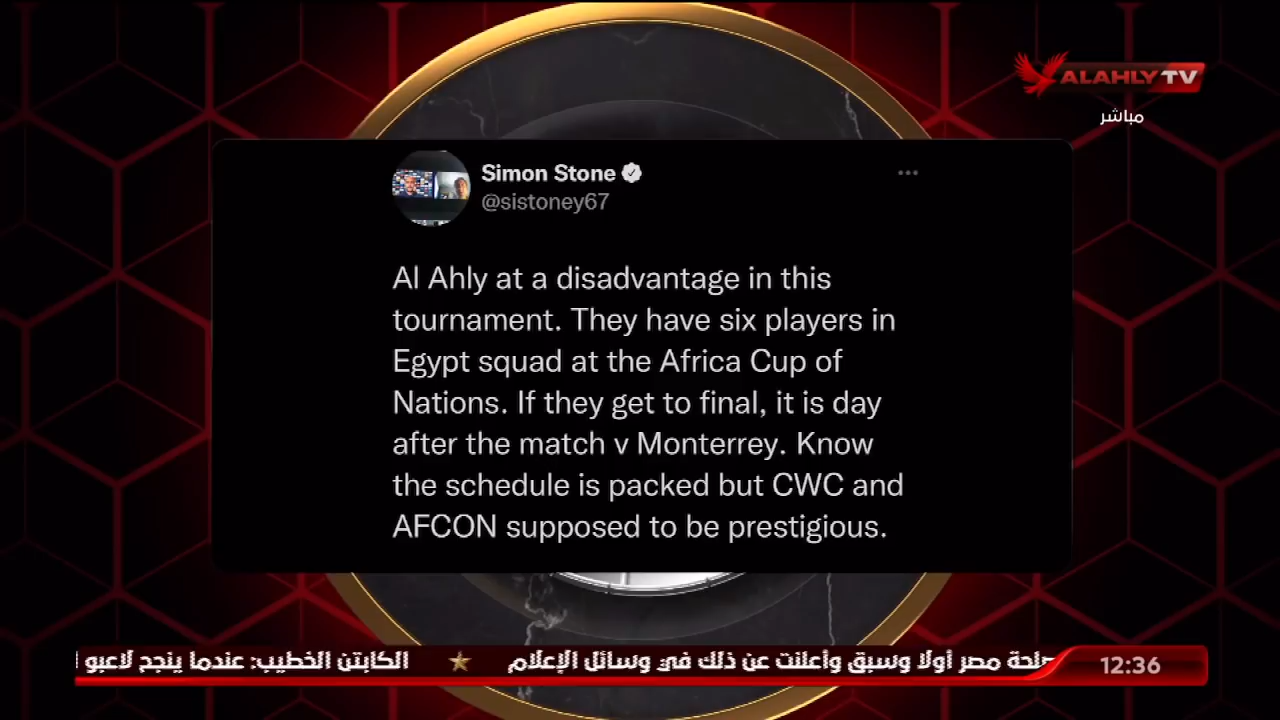 ALAHLY TV
مباشر
Simon Stone
@sistoney67
Al Ahly at a disadvantage in this
tournament. They have six players in
Egypt squad at the Africa Cup of
Nations. If they get to final, it is day
after the match v Monterrey. Know
the schedule is packed but CWC and
AFCON supposed to be prestigious.
مصر أولا وسبق وأعلنت عن ذلك في وسائل الإعلام ★ الكابتن الخطيب: عندما ينجح لاعبو
12:36